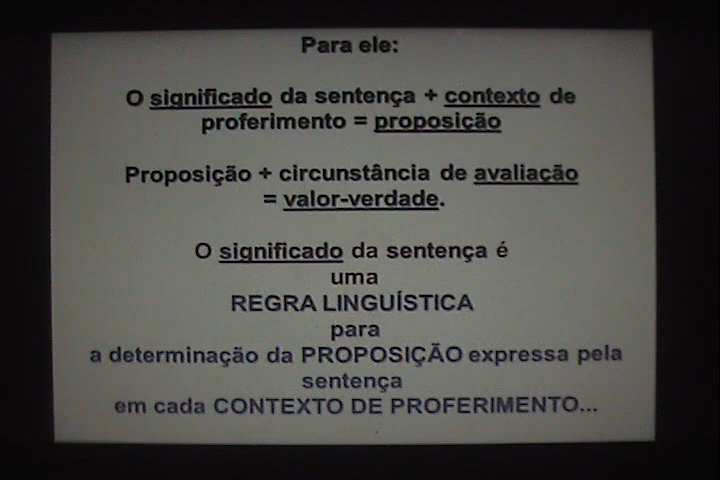 Para ele:
O significado da sentença + contexto de
proferimento = proposição
Proposição + circunstância de avaliação
= valor-verdade.
O significado da sentença é
uma
REGRA LINGUÍSTICA
para
a determinação da PROPOSIÇÃO expressa pela
sentença
em cada CONTEXTO DE PROFERIMENTO...